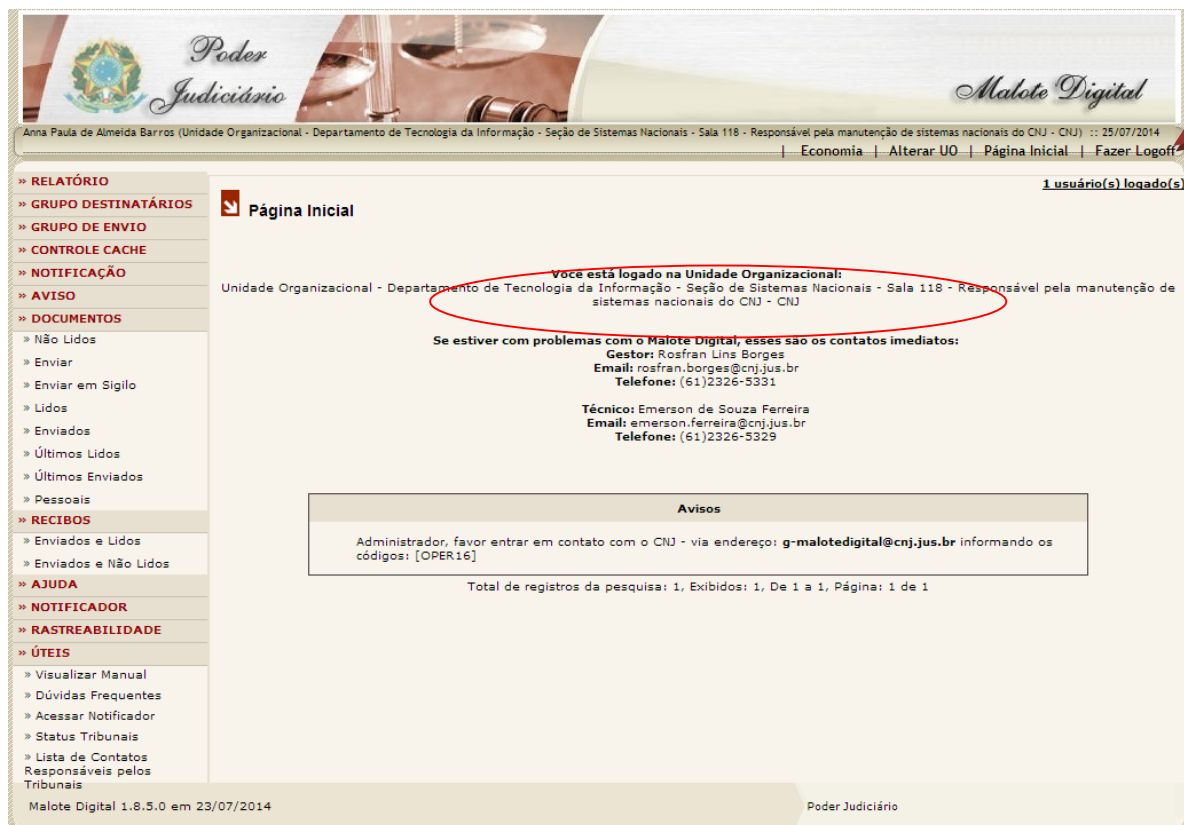 Poder
Judiciário
Malote Digital
Anna Paula de Almeida Barros (Unidade Organizacional - Departamento de Tecnologia da Informação - Seção de Sistemas Nacionais - Sala 118 - Responsável pela manutenção de sistemas nacionais do CNJ - CNJ) :: 25/07/2014
| Economia | Alterar UO | Página Inicial | Fazer Logoff
1 usuário(s) logado(s)
» RELATÓRIO
» GRUPO DESTINATÁRIOS
» GRUPO DE ENVIO
» CONTROLE CACHE
» NOTIFICAÇÃO
» AVISO
» DOCUMENTOS
» Não Lidos
» Enviar
» Enviar em Sigilo
» Lidos
» Enviados
» Últimos Lidos
» Últimos Enviados
» Pessoais
» RECIBOS
» Enviados e Lidos
» Enviados e Não Lidos
» AJUDA
» NOTIFICADOR
» RASTREABILIDADE
» ÚTEIS
» Visualizar Manual
» Dúvidas Frequentes
» Acessar Notificador
» Status Tribunais
» Lista de Contatos
Responsáveis pelos
Tribunais
Página Inicial
Você está logado na Unidade Organizacional:
Unidade Organizacional - Departamento de Tecnologia da Informação - Seção de Sistemas Nacionais - Sala 118 - Responsável pela manutenção de
sistemas nacionais do CNJ - CNJ
Se estiver com problemas com o Malote Digital, esses são os contatos imediatos:
Gestor: Rosfran Lins Borges
Email: rosfran.borges@cnj.jus.br
Telefone: (61)2326-5331
Técnico: Emerson de Souza Ferreira
Email: emerson.ferreira@cnj.jus.br
Telefone: (61)2326-5329
Avisos
Administrador, favor entrar em contato com o CNJ - via endereço: g-malotedigital@cnj.jus.br informando os
códigos: [OPER16]
Total de registros da pesquisa: 1, Exibidos: 1, De 1 a 1, Página: 1 de 1
Malote Digital 1.8.5.0 em 23/07/2014
Poder Judiciário